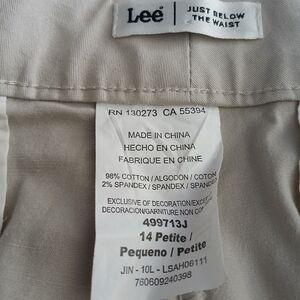 Lee
JUST BELOW
THE WAIST
RN 130273 CA 55394
MADE IN CHINA
HECHO EN CHINA
FABRIQUE EN CHINE
98% COTTON / ALGODON / COTON
2% SPANDEX / SPANDEX / SPANDEX
EXCLUSIVE OF DECORATION/EXCEP
DECORACION/GARNITURE NON CO
499713J
14 Petite /
Pequeno / Petite
JIN - 10L - LSAH06111
760609240398